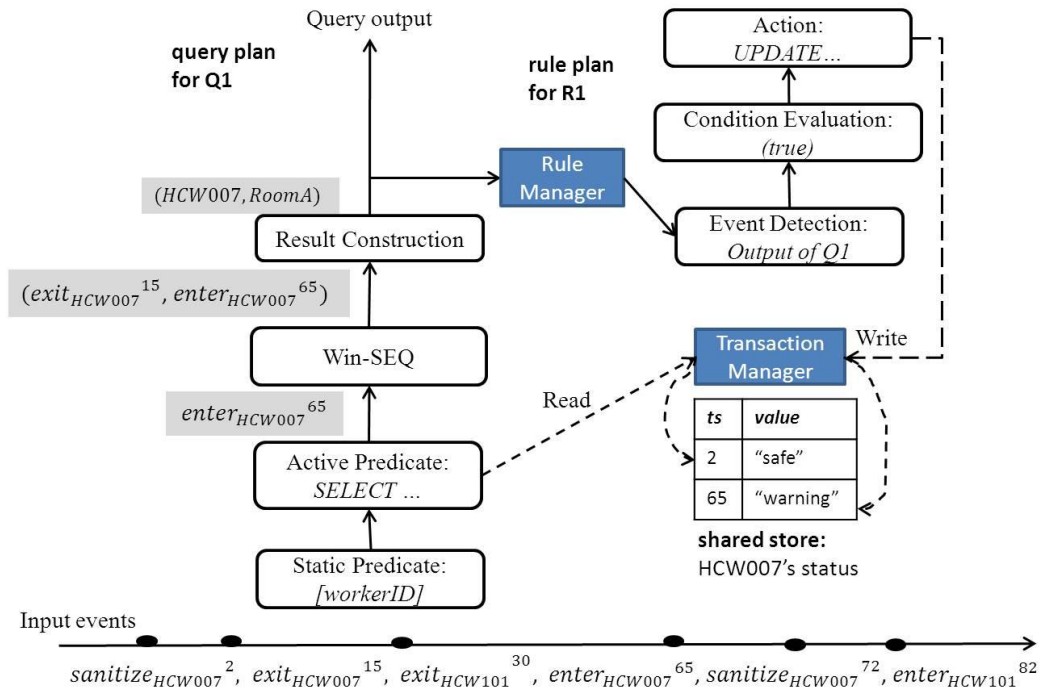 Query output
query plan
for Q1
rule plan
for R1
Action:
UPDATE…
Condition Evaluation:
(true)
Rule
Manager
(HCW007, RoomA)
Result Construction
Event Detection:
Output of Q1
(exit_HCW007^15, enter_HCW007^65)
Win-SEQ
Transaction
Manager
Write
Read
enter_HCW007^65
ts value
2 “safe”
65 “warning”
Active Predicate:
SELECT …
shared store:
HCW007’s status
Static Predicate:
[workerID]
Input events
sanitize_HCW007^2, exit_HCW007^15, exit_HCW101^30, enter_HCW007^65, sanitize_HCW007^72, enter_HCW101^82